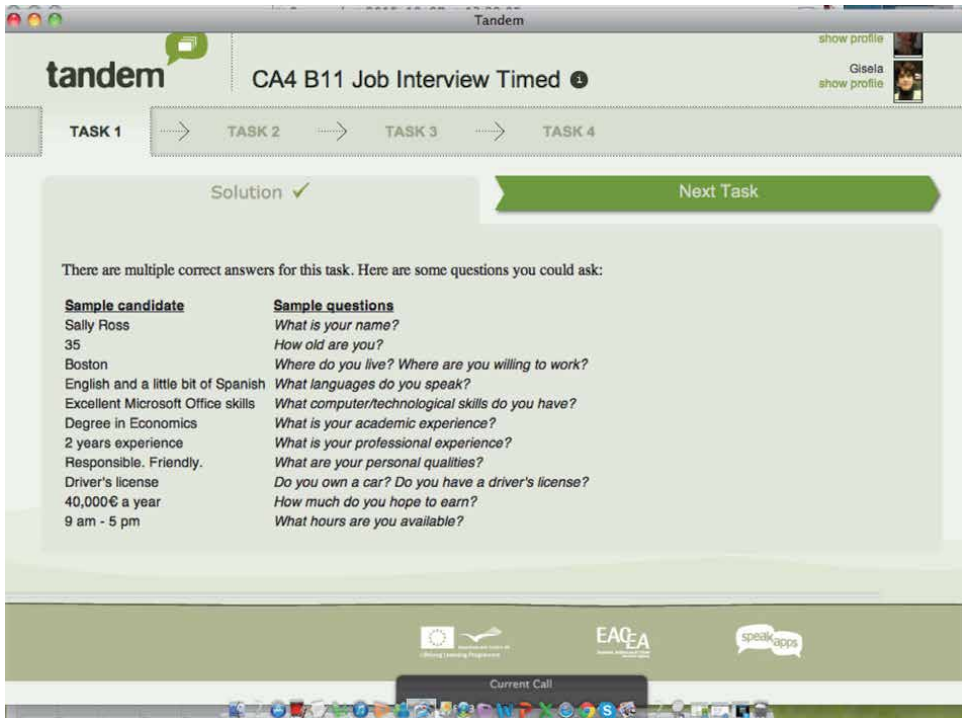 Tandem
show profile
tandem
CA4 B11 Job Interview Timed
Gisela
show profile
TASK 1
TASK 2
TASK 3
TASK 4
Solution
Next Task
There are multiple correct answers for this task. Here are some questions you could ask:
Sample candidate Sample questions
Sally Ross What is your name?
35 How old are you?
Boston Where do you live? Where are you willing to work?
English and a little bit of Spanish What languages do you speak?
Excellent Microsoft Office skills What computer/technological skills do you have?
Degree in Economics What is your academic experience?
2 years experience What is your professional experience?
Responsible. Friendly. What are your personal qualities?
Driver's license Do you own a car? Do you have a driver's license?
40,000€ a year How much do you hope to earn?
9 am - 5 pm What hours are you available?
EACEA
speakapps
Current Call